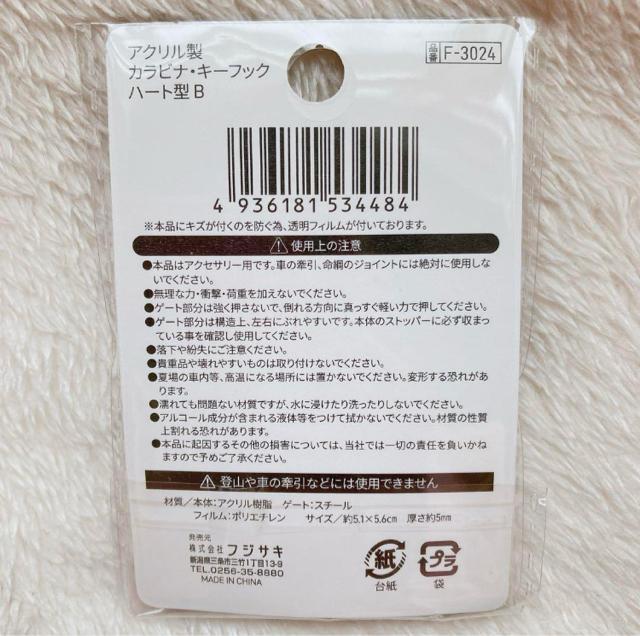 アクリル製
カラビナ・キーフック
ハート型 B
品番 F-3024
4 936181 534484
※本品にキズが付くのを防ぐ為、透明フィルムが付いております。
使用上の注意
●本品はアクセサリー用です。車の牽引、命綱のジョイントには絶対に使用しな
いでください。
●無理な力・衝撃・荷重を加えないでください。
●ゲート部分は強く押さないで、倒れる方向に真っすぐ軽い力で押してください。
●ゲート部分は構造上、左右にぶれやすいです。本体のストッパーに必ず収まっ
ている事を確認し使用してください。
●落下や紛失にご注意ください。
●貴重品や壊れやすいものは取り付けないでください。
●夏場の車内等、高温になる場所には置かないでください。変形する恐れがあ
ります。
●濡れても問題ない材質ですが、水に浸けたり洗ったりしないでください。
●アルコール成分が含まれる液体等をつけて拭かないでください。材質の性質
上割れる恐れがあります。
●本品に起因するその他の損害については、当社では一切の責任を負いかね
ますので予めご了承ください。
登山や車の牽引などには使用できません
材質/本体:アクリル樹脂 ゲート:スチール
フィルム:ポリエチレン サイズ/約5.1×5.6㎝ 厚さ約5㎜
発売元
株式会社 フジサキ
新潟県三条市三竹1丁目13-9
TEL.0256-35-8880
MADE IN CHINA
紙
台紙
プラ
袋